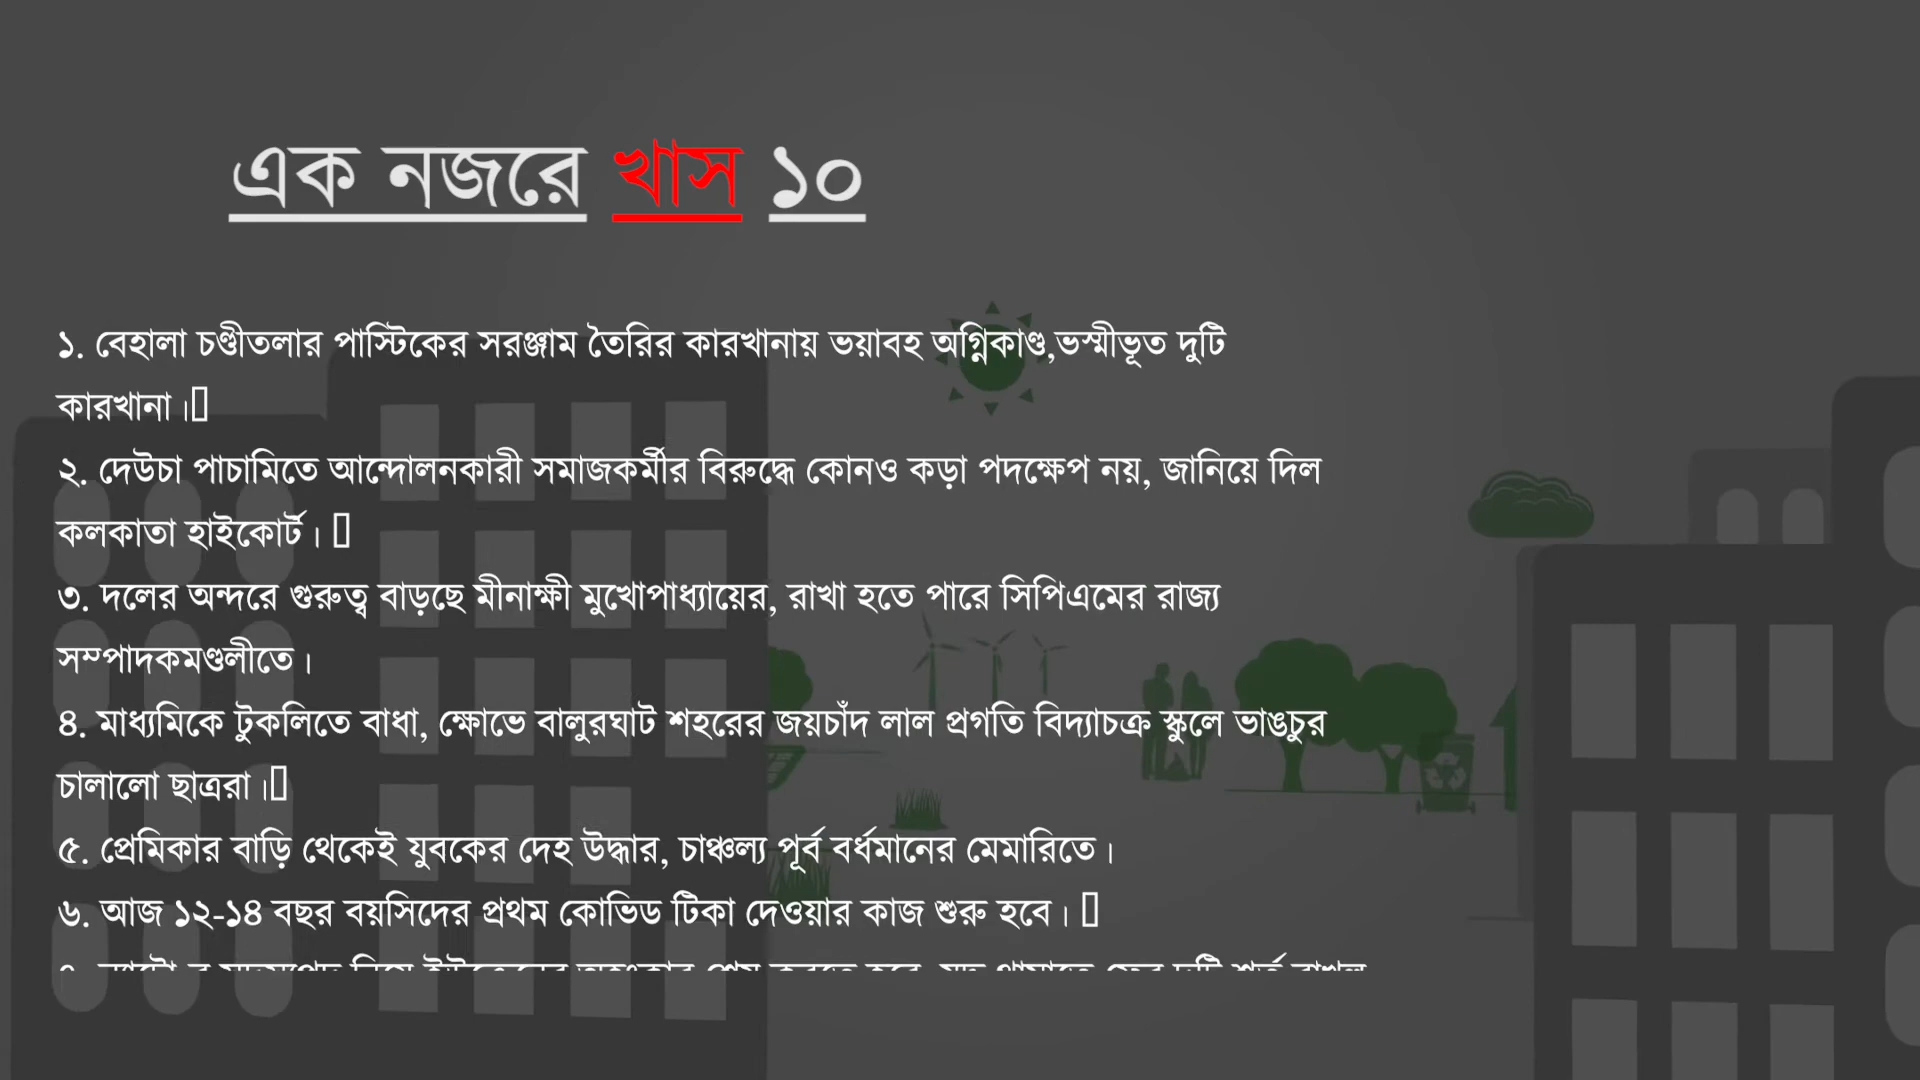 এক নজরে খাস ১০
১. বেহালা চণ্ডীতলার পাস্টিকের সরঞ্জাম তৈরির কারখানায় ভয়াবহ অগ্নিকাণ্ড,ভস্মীভূত দুটি
কারখানা।
২. দেউচা পাচামিতে আন্দোলনকারী সমাজকর্মীর বিরুদ্ধে কোনও কড়া পদক্ষেপ নয়, জানিয়ে দিল
কলকাতা হাইকোর্ট।
৩. দলের অন্দরে গুরুত্ব বাড়ছে মীনাক্ষী মুখোপাধ্যায়ের, রাখা হতে পারে সিপিএমের রাজ্য
সম্পাদকমণ্ডলীতে।
৪. মাধ্যমিকে টুকলিতে বাধা, ক্ষোভে বালুরঘাট শহরের জয়চাঁদ লাল প্রগতি বিদ্যাচক্র স্কুলে ভাঙচুর
চালালো ছাত্ররা।
৫. প্রেমিকার বাড়ি থেকেই যুবকের দেহ উদ্ধার, চাঞ্চল্য পূর্ব বর্ধমানের মেমারিতে।
৬. আজ ১২-১৪ বছর বয়সিদের প্রথম কোভিড টিকা দেওয়ার কাজ শুরু হবে।